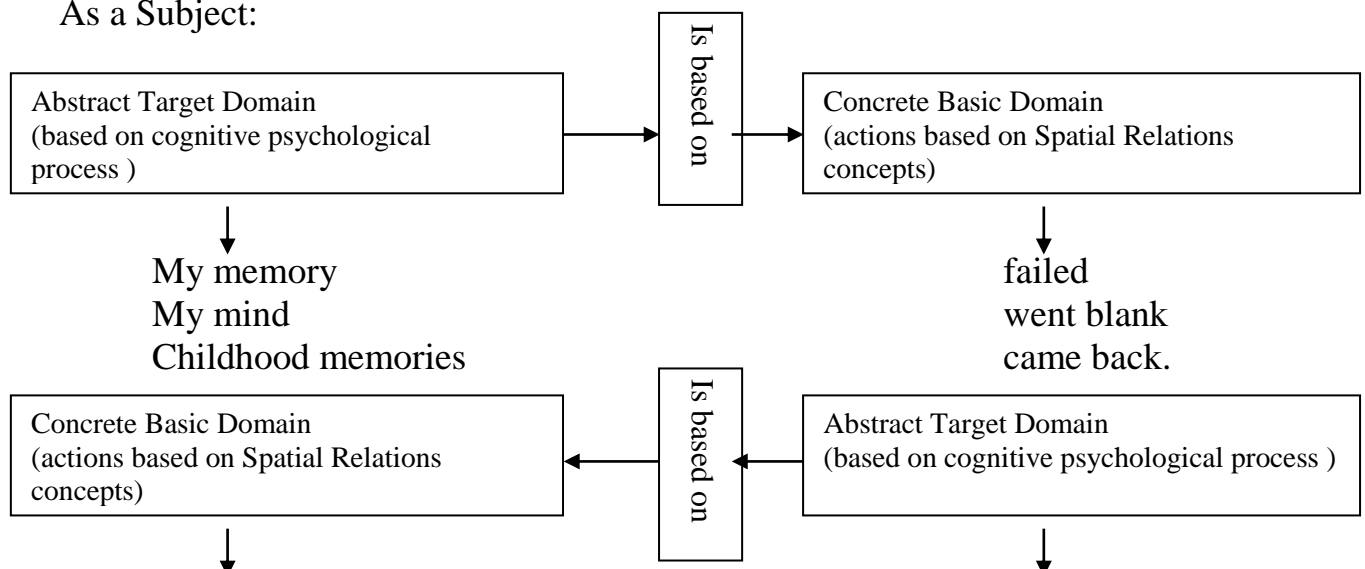 As a Subject:
Is based on
Abstract Target Domain
(based on cognitive psychological
process )
Concrete Basic Domain
(actions based on Spatial Relations
concepts)
My memory
My mind
Childhood memories
failed
went blank
came back.
Is based on
Concrete Basic Domain
(actions based on Spatial Relations
concepts)
Abstract Target Domain
(based on cognitive psychological process )